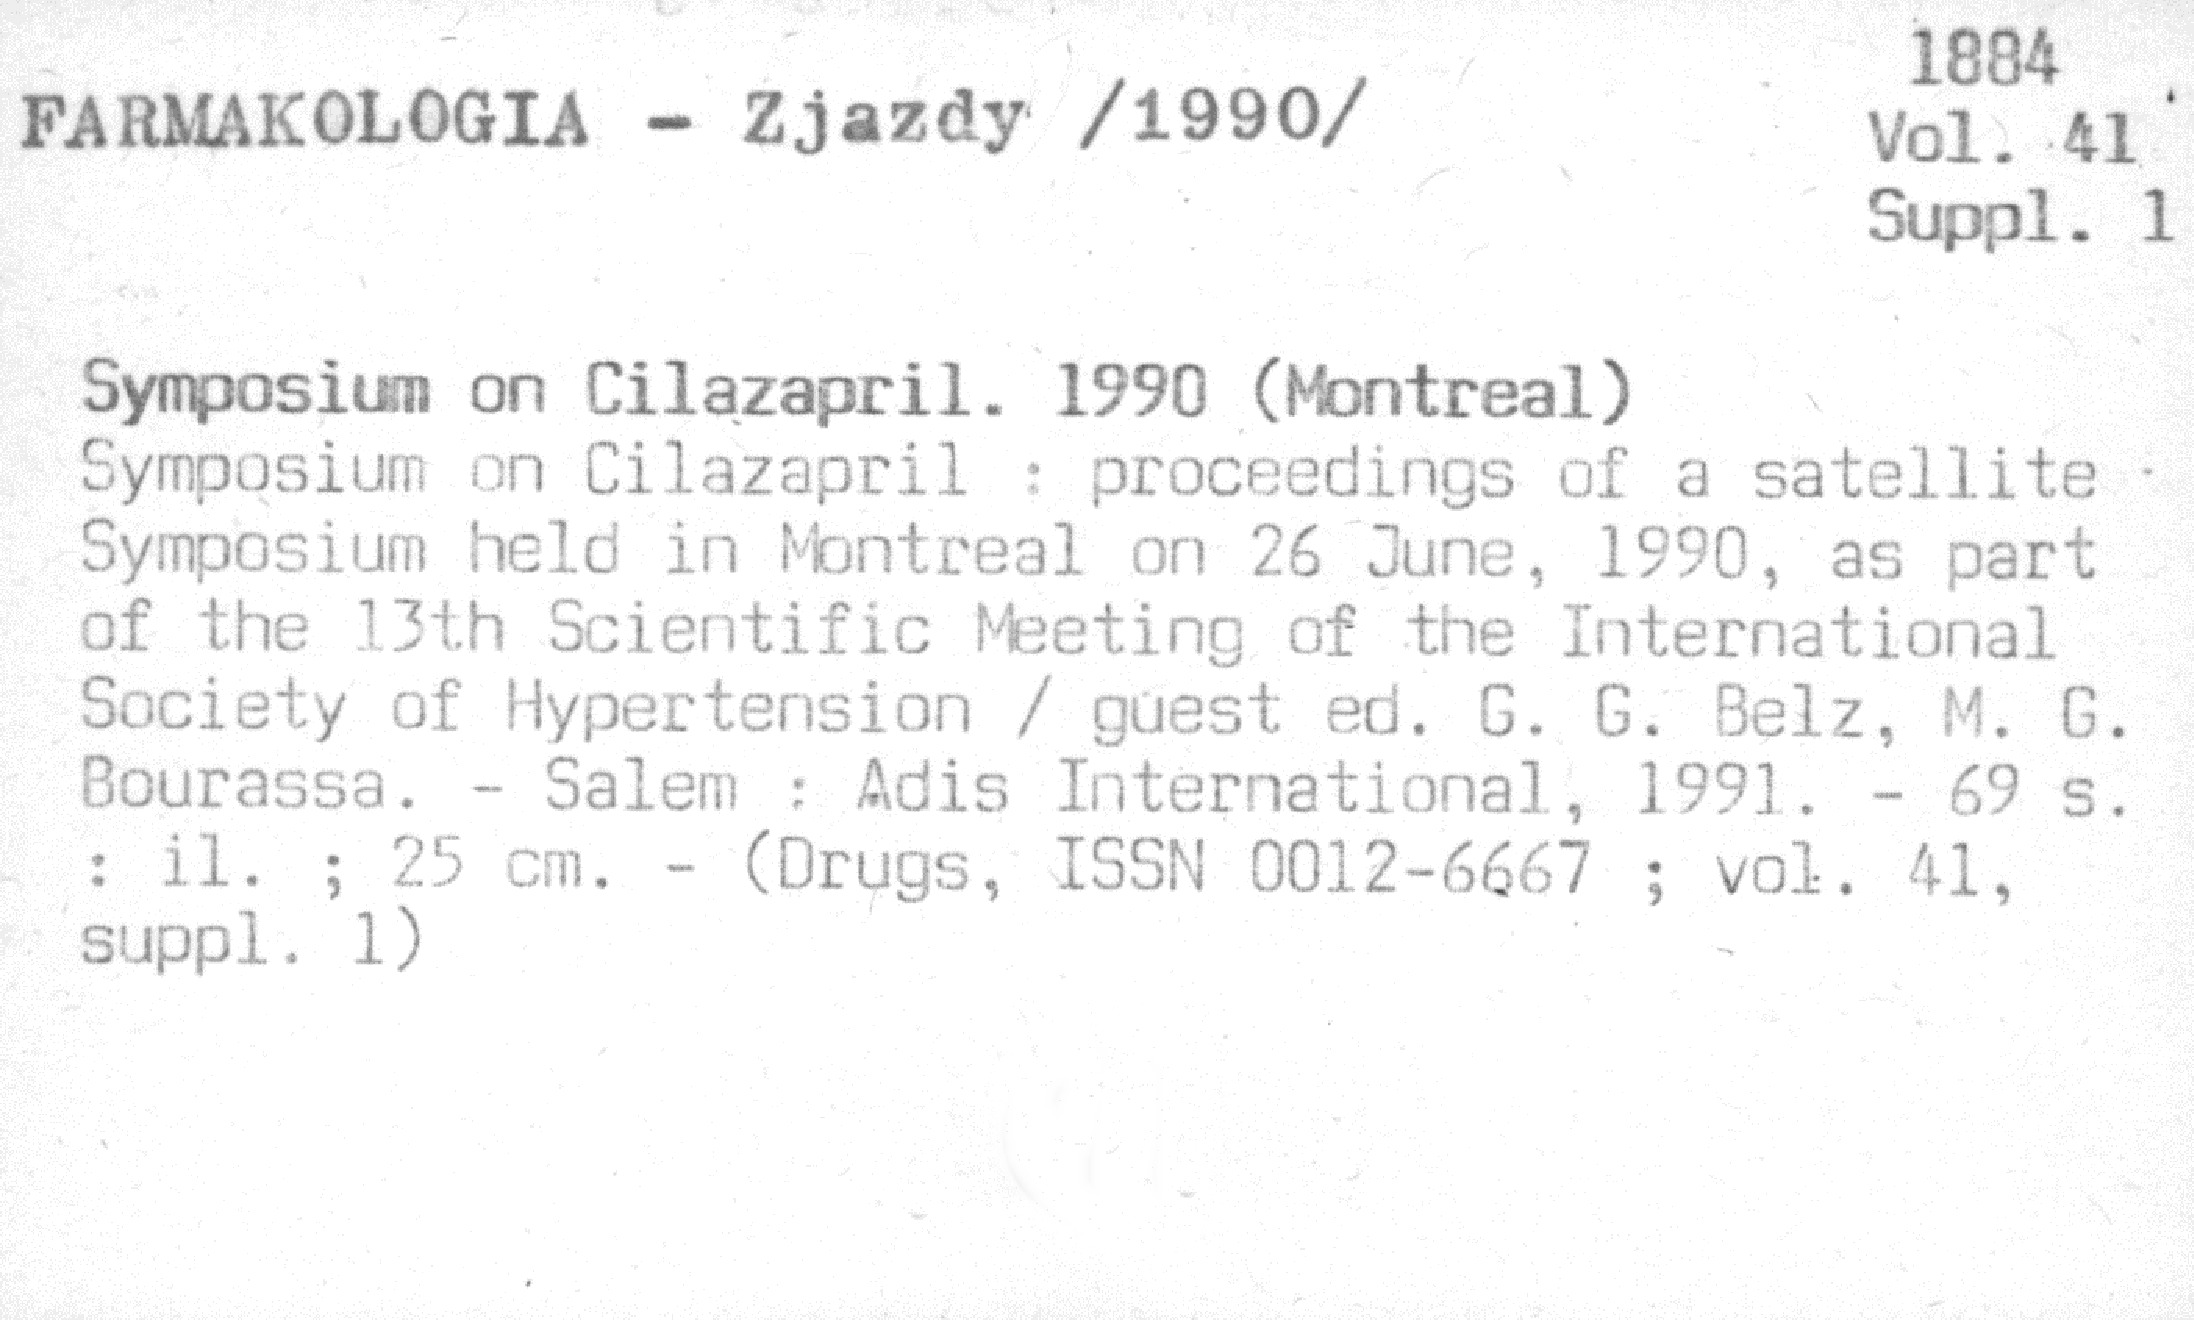 1884
FARMAKOLOGIA - Zjazdy /1990/
Vol. 41
Suppl. 1
Symposium on Cilazapril. 1990 (Montreal)
Symposium on Cilazapril : proceedings of a satellite
Symposium held in Montreal on 26 June, 1990, as part
of the 13th Scientific Meeting of the International
Society of Hypertension / guest ed. G. G. Belz, M. G.
Bourassa. - Salem : Adis International, 1991. - 69 s.
: il. ; 25 cm. - (Drugs, ISSN 0012-6667 ; vol. 41,
suppl. 1)